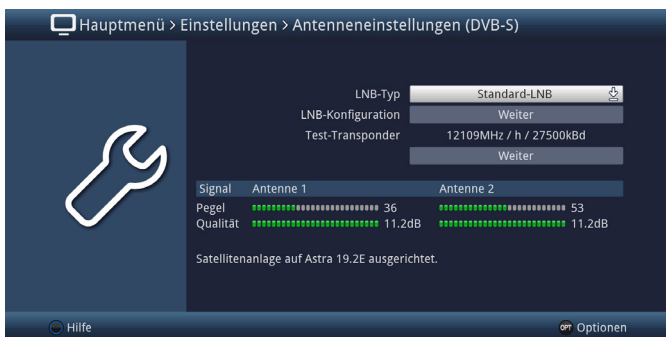 Hauptmenü > Einstellungen > Antenneneinstellungen (DVB-S)
LNB-Typ Standard-LNB
LNB-Konfiguration Weiter
Test-Transponder 12109MHz / h / 27500kBd
Weiter
Signal Antenne 1 Antenne 2
Pegel 36 53
Qualität 11.2dB 11.2dB
Satellitenanlage auf Astra 19.2E ausgerichtet.
Hilfe OPT Optionen